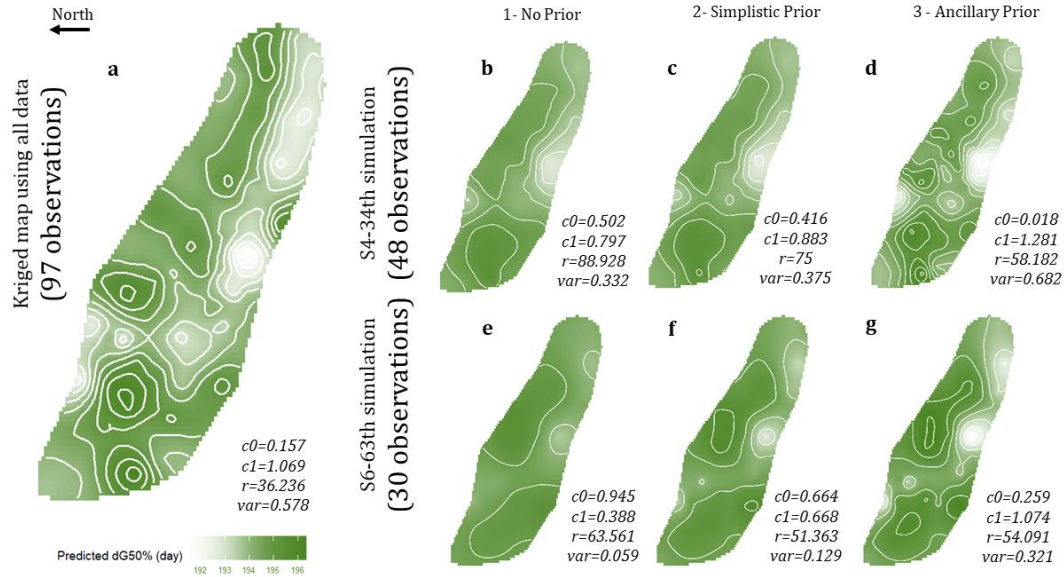 North
1- No Prior
2- Simplistic Prior
3 - Ancillary Prior
a
b
c
d
Kriged map using all data
(97 observations)
S4-34th simulation
(48 observations)
c0=0.502
c1=0.797
r=88.928
var=0.332
c0=0.416
c1=0.883
r=75
var=0.375
c0=0.018
c1=1.281
r=58.182
var=0.682
e
f
g
S6-63th simulation
(30 observations)
c0=0.157
c1=1.069
r=36.236
var=0.578
c0=0.945
c1=0.388
r=63.561
var=0.059
c0=0.664
c1=0.668
r=51.363
var=0.129
c0=0.259
c1=1.074
r=54.091
var=0.321
Predicted dG50% (day)
192 193 194 195 196